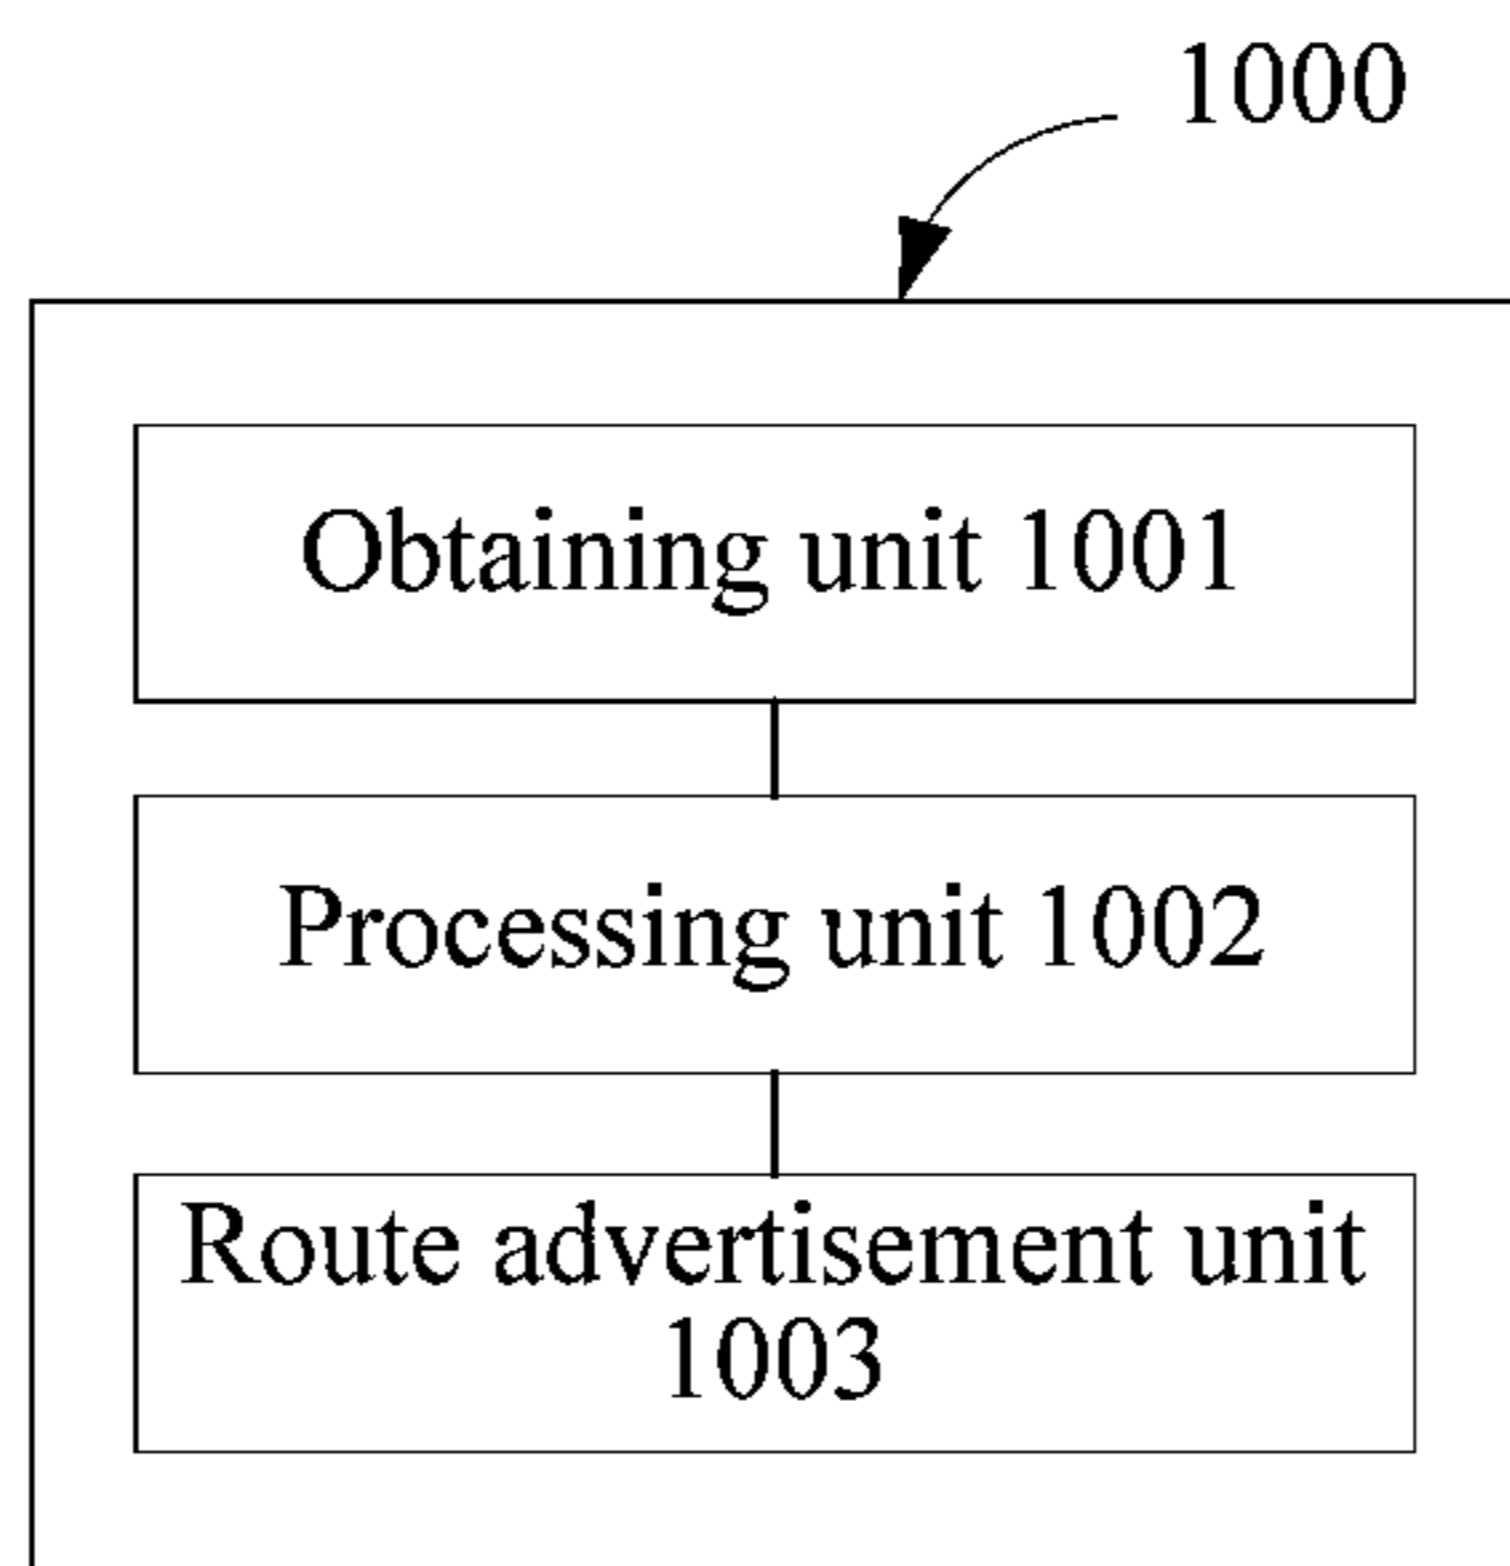 1000
Obtaining unit 1001
Processing unit 1002
Route advertisement unit
1003